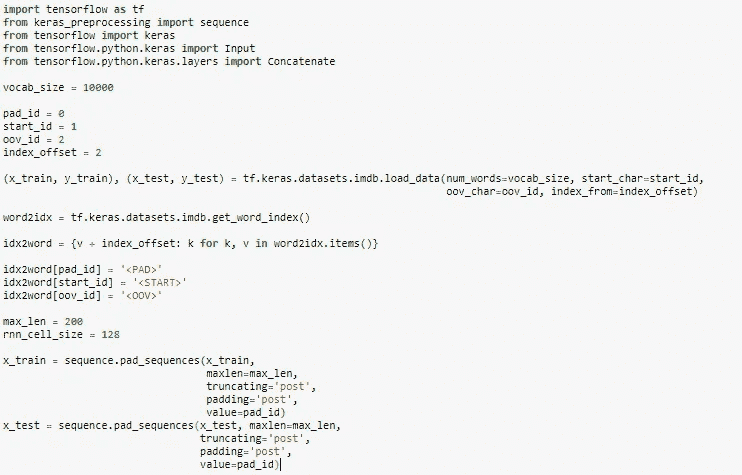 import tensorflow as tf
from keras_preprocessing import sequence
from tensorflow import keras
from tensorflow.python.keras import Input
from tensorflow.python.keras.layers import Concatenate

vocab_size = 10000

pad_id = 0
start_id = 1
oov_id = 2
index_offset = 2

(x_train, y_train), (x_test, y_test) = tf.keras.datasets.imdb.load_data(num_words=vocab_size, start_char=start_id,
                                                                        oov_char=oov_id, index_from=index_offset)

word2idx = tf.keras.datasets.imdb.get_word_index()

idx2word = {v + index_offset: k for k, v in word2idx.items()}

idx2word[pad_id] = '<PAD>'
idx2word[start_id] = '<START>'
idx2word[oov_id] = '<OOV>'

max_len = 200
rnn_cell_size = 128

x_train = sequence.pad_sequences(x_train,
                                 maxlen=max_len,
                                 truncating='post',
                                 padding='post',
                                 value=pad_id)
x_test = sequence.pad_sequences(x_test, maxlen=max_len,
                                truncating='post',
                                padding='post',
                                value=pad_id)